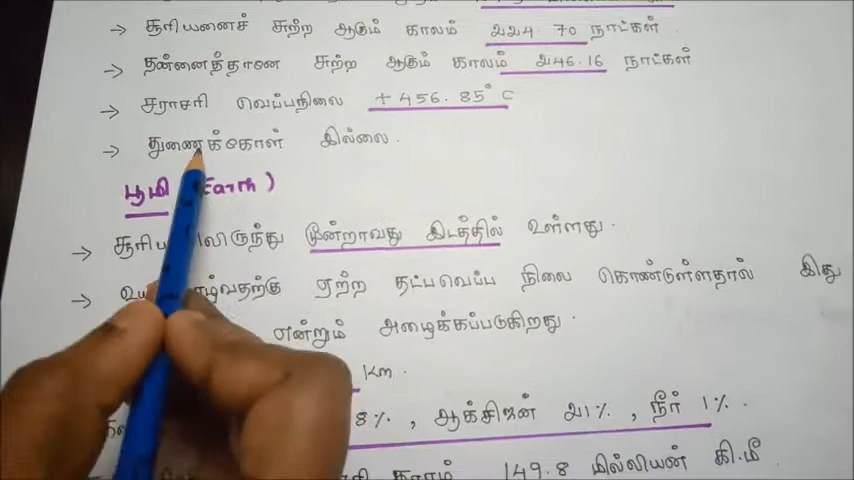 → சூரியனைச் சுற்ற ஆகும் காலம் 224.70 நாட்கள்
→ தன்னைத்தானே சுற்ற ஆகும் காலம் 246.16 நாட்கள்
→ சராசரி வெப்பநிலை +456.85° C
→ துணைக்கோள் இல்லை.
பூமி (Earth)
→ மூன்றாவது இடத்தில் உள்ளது.
→ ஏற்ற தட்பவெப்ப நிலை கொண்டுள்ளதால் இது
என்றும் அழைக்கப்படுகிறது.
Km.
8%, ஆக்சிஜன் 21%, நீர் 1%.
தூரம் 149.8 மில்லியன் கி.மீ